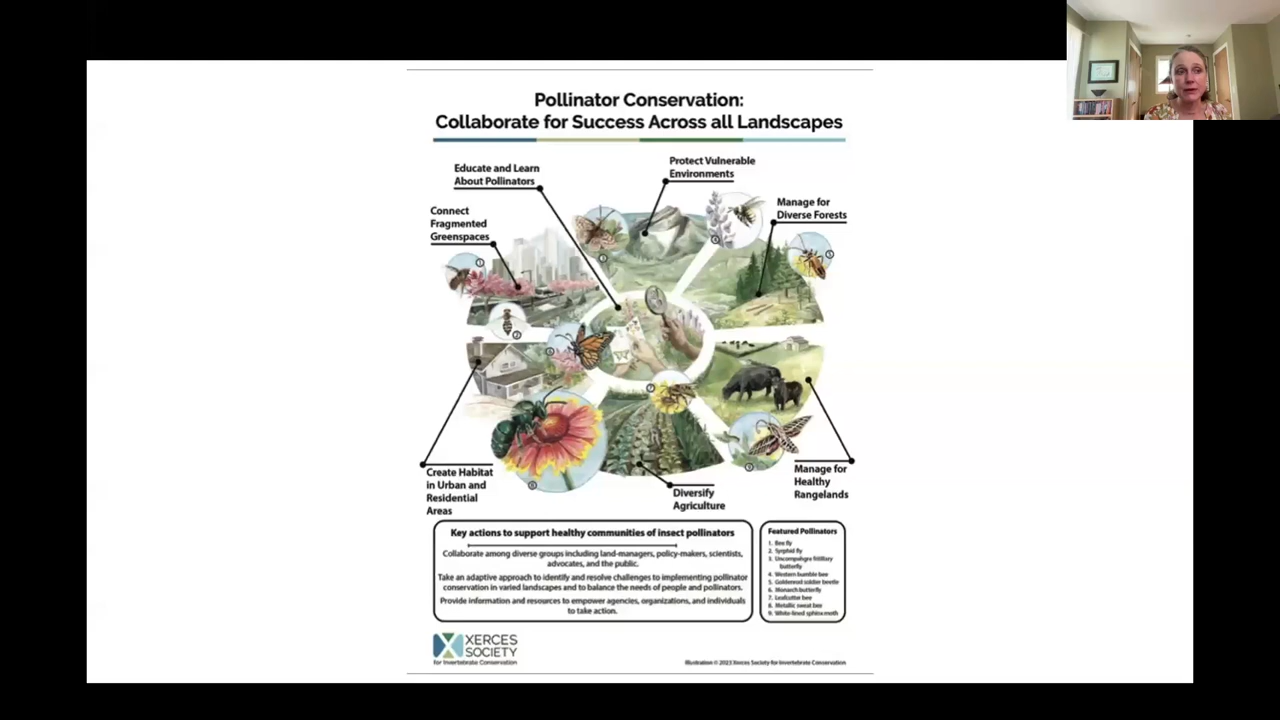 Pollinator Conservation:
Collaborate for Success Across all Landscapes
Educate and Learn
About Pollinators
Protect Vulnerable
Environments
Connect
Fragmented
Greenspaces
Manage for
Diverse Forests
Create Habitat
in Urban and
Residential
Areas
Diversify
Agriculture
Manage for
Healthy
Rangelands
Key actions to support healthy communities of insect pollinators
Collaborate among diverse groups including land-managers, policy-makers, scientists,
advocates, and the public.
Take an adaptive approach to identify and resolve challenges to implementing pollinator
conservation in varied landscapes and to balance the needs of people and pollinators.
Provide information and resources to empower agencies, organizations, and individuals
to take action.
Featured Pollinators
1. Bee fly
2. Syrphid fly
3. Uncompahgre fritillary
butterfly
4. Western bumble bee
5. Goldenrod soldier beetle
6. Monarch butterfly
7. Leafcutter bee
8. Metallic sweat bee
9. White-lined sphinx moth
XERCES
SOCIETY
for Invertebrate Conservation
Illustration © 2023 Xerces Society for Invertebrate Conservation